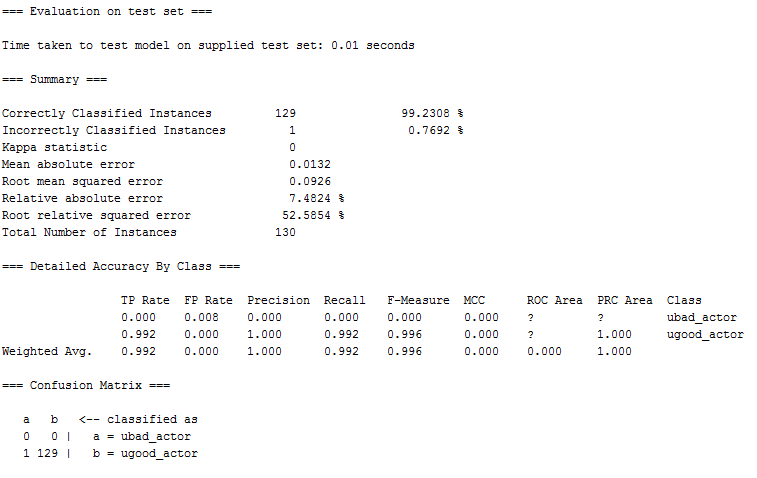 === Evaluation on test set ===
Time taken to test model on supplied test set: 0.01 seconds
=== Summary ===
Correctly Classified Instances 129 99.2308 %
Incorrectly Classified Instances 1 0.7692 %
Kappa statistic 0
Mean absolute error 0.0132
Root mean squared error 0.0926
Relative absolute error 7.4824 %
Root relative squared error 52.5854 %
Total Number of Instances 130
=== Detailed Accuracy By Class ===
TP Rate FP Rate Precision Recall F-Measure MCC ROC Area PRC Area Class
0.000 0.008 0.000 0.000 0.000 0.000 ? ? ubad_actor
0.992 0.000 1.000 0.992 0.996 0.000 ? 1.000 ugood_actor
Weighted Avg. 0.992 0.000 1.000 0.992 0.996 0.000 0.000 1.000
=== Confusion Matrix ===
a b <-- classified as
0 0 | a = ubad_actor
1 129 | b = ugood_actor